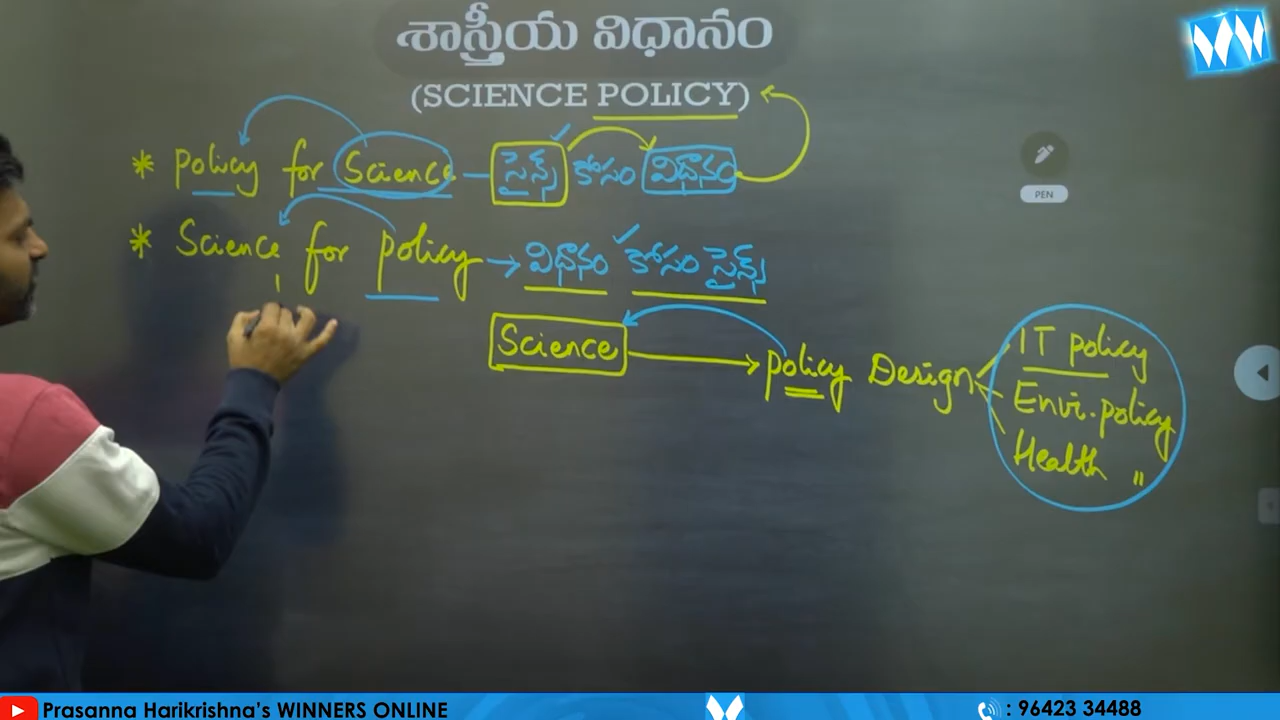 శాస్త్రీయ విధానం
(SCIENCE POLICY)
* policy for Science - సైన్స్ కోసం విధానం
* Science for policy → విధానం కోసం సైన్స్
Science → policy Design
IT policy
Envi. policy
Health "
PEN
Prasanna Harikrishna's WINNERS ONLINE
: 96423 34488